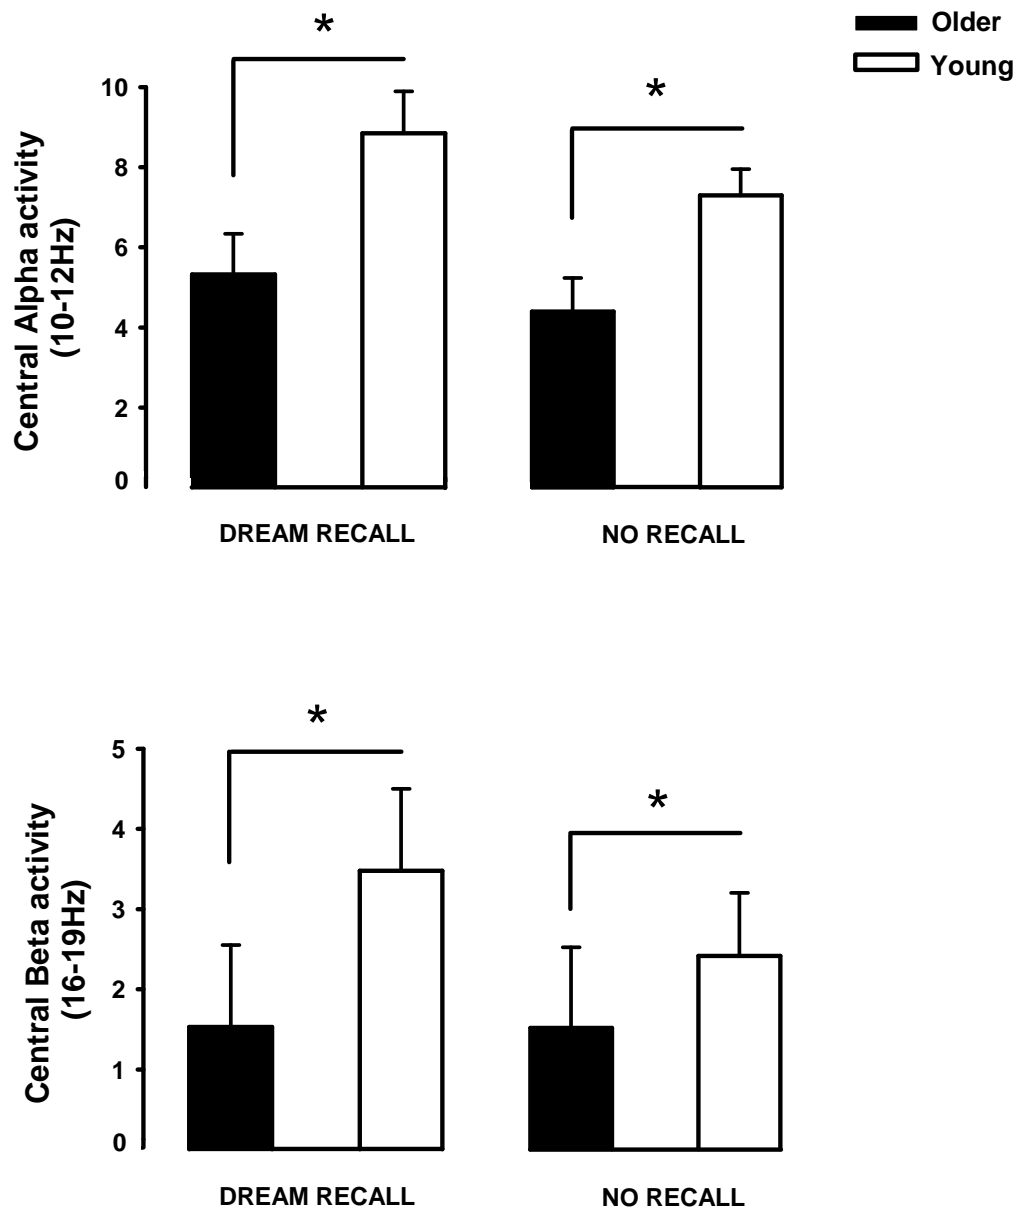 *
Older
Young
*
10
8
6
4
2
0
Central Alpha activity
(10-12Hz)
DREAM RECALL
NO RECALL
*
*
5
4
3
2
1
0
Central Beta activity
(16-19Hz)
DREAM RECALL
NO RECALL